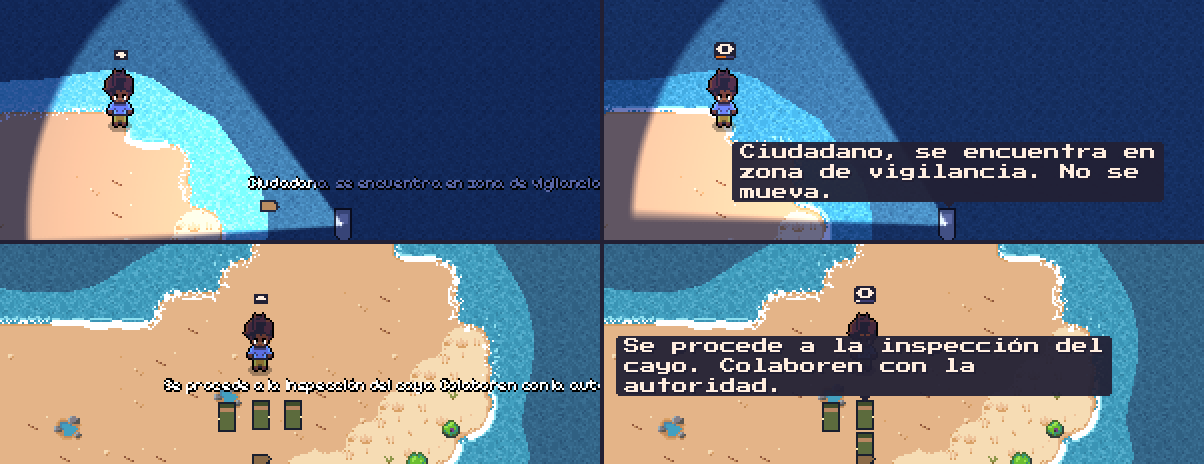 Ciudadano, se encuentra en zona de vigilancia
Ciudadano, se encuentra en
zona de vigilancia. No se
mueva.
Se procede a la inspección del cayo. Colaboren con la
Se procede a la inspección del
cayo. Colaboren con la
autoridad.